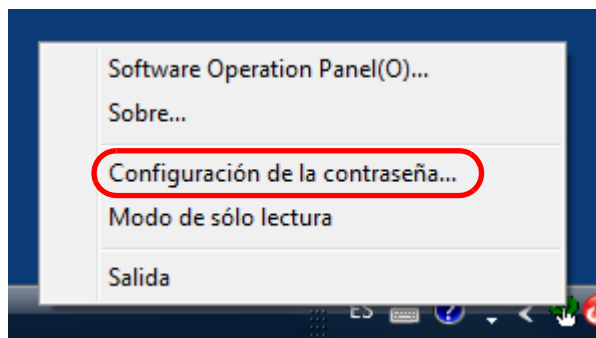 Software Operation Panel(O)...
Sobre...
Configuración de la contraseña...
Modo de sólo lectura
Salida
ES